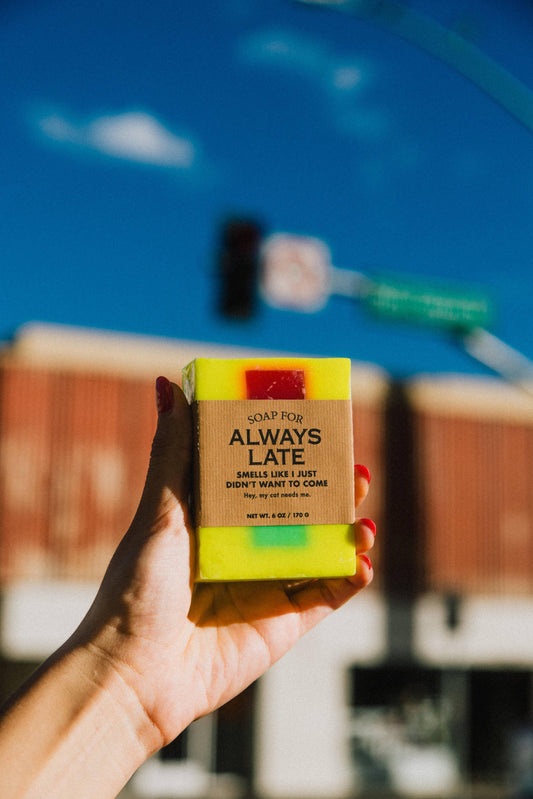 SOAP FOR
ALWAYS
LATE
SMELLS LIKE I JUST
DIDN'T WANT TO COME
Hey, my cat needs me.
NET WT. 6 OZ / 170 G